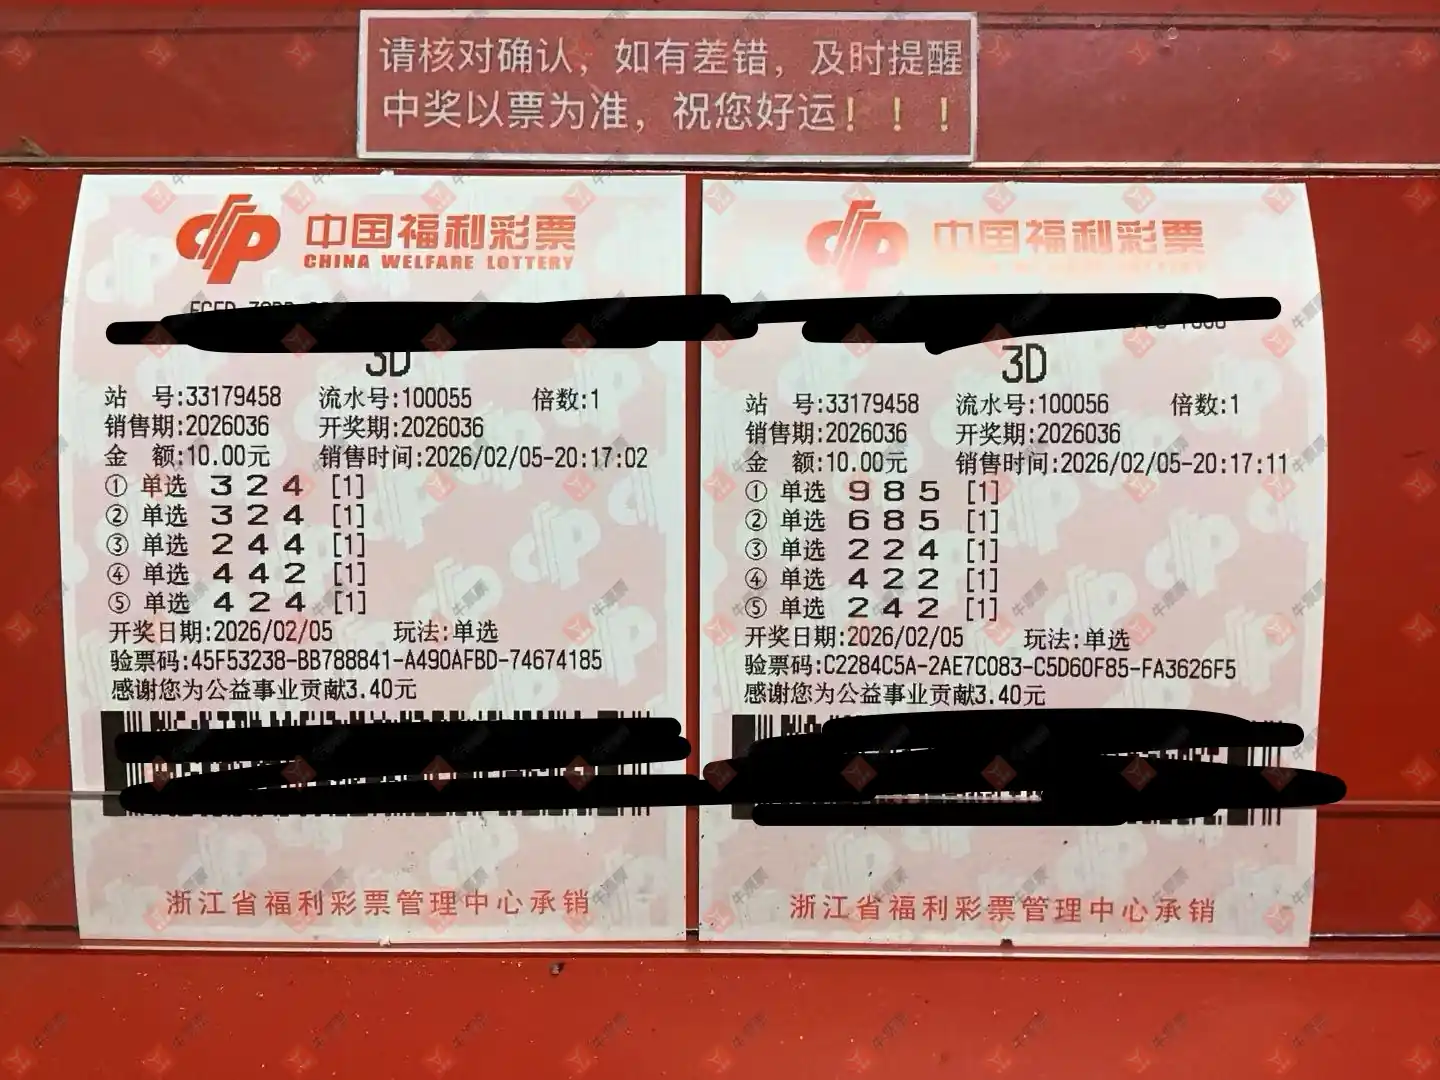 请核对确认，如有差错，及时提醒
中奖以票为准，祝您好运！！！
中国福利彩票
CHINA WELFARE LOTTERY
3D
站 号:33179458 流水号:100055 倍数:1
销售期:2026036 开奖期:2026036
金 额:10.00元 销售时间:2026/02/05-20:17:02
① 单选 3 2 4 [1]
② 单选 3 2 4 [1]
③ 单选 2 4 4 [1]
④ 单选 4 4 2 [1]
⑤ 单选 4 2 4 [1]
开奖日期:2026/02/05 玩法:单选
验票码:45F53238-BB788841-A490AFBD-74674185
感谢您为公益事业贡献3.40元
浙江省福利彩票管理中心承销
中国福利彩票
3D
站 号:33179458 流水号:100056 倍数:1
销售期:2026036 开奖期:2026036
金 额:10.00元 销售时间:2026/02/05-20:17:11
① 单选 9 8 5 [1]
② 单选 6 8 5 [1]
③ 单选 2 2 4 [1]
④ 单选 4 2 2 [1]
⑤ 单选 2 4 2 [1]
开奖日期:2026/02/05 玩法:单选
验票码:C2284C5A-2AE7C083-C5D60F85-FA3626F5
感谢您为公益事业贡献3.40元
浙江省福利彩票管理中心承销